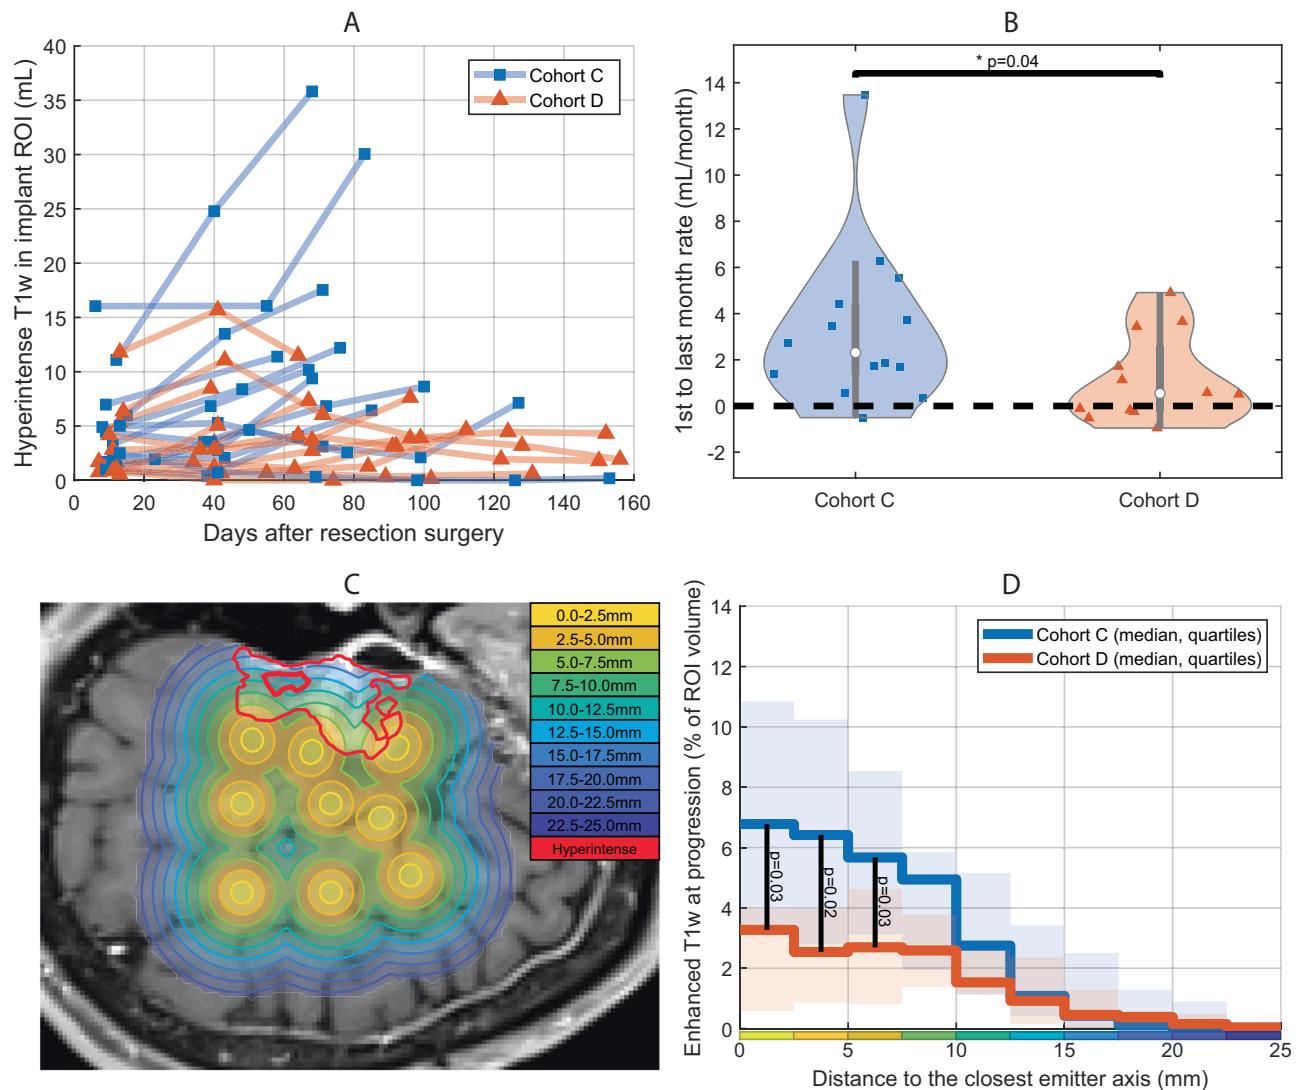 A
Hyperintense T1w in implant ROI (mL)
40
35
30
25
20
15
10
5
0
0 20 40 60 80 100 120 140 160
Days after resection surgery
Cohort C
Cohort D
B
1st to last month rate (mL/month)
14
12
10
8
6
4
2
0
-2
* p=0.04
Cohort C Cohort D
C
0.0-2.5mm
2.5-5.0mm
5.0-7.5mm
7.5-10.0mm
10.0-12.5mm
12.5-15.0mm
15.0-17.5mm
17.5-20.0mm
20.0-22.5mm
22.5-25.0mm
Hyperintense
D
Enhanced T1w at progression (% of ROI volume)
14
12
10
8
6
4
2
0
Cohort C (median, quartiles)
Cohort D (median, quartiles)
p=0.03
p=0.02
p=0.03
0 5 10 15 20 25
Distance to the closest emitter axis (mm)